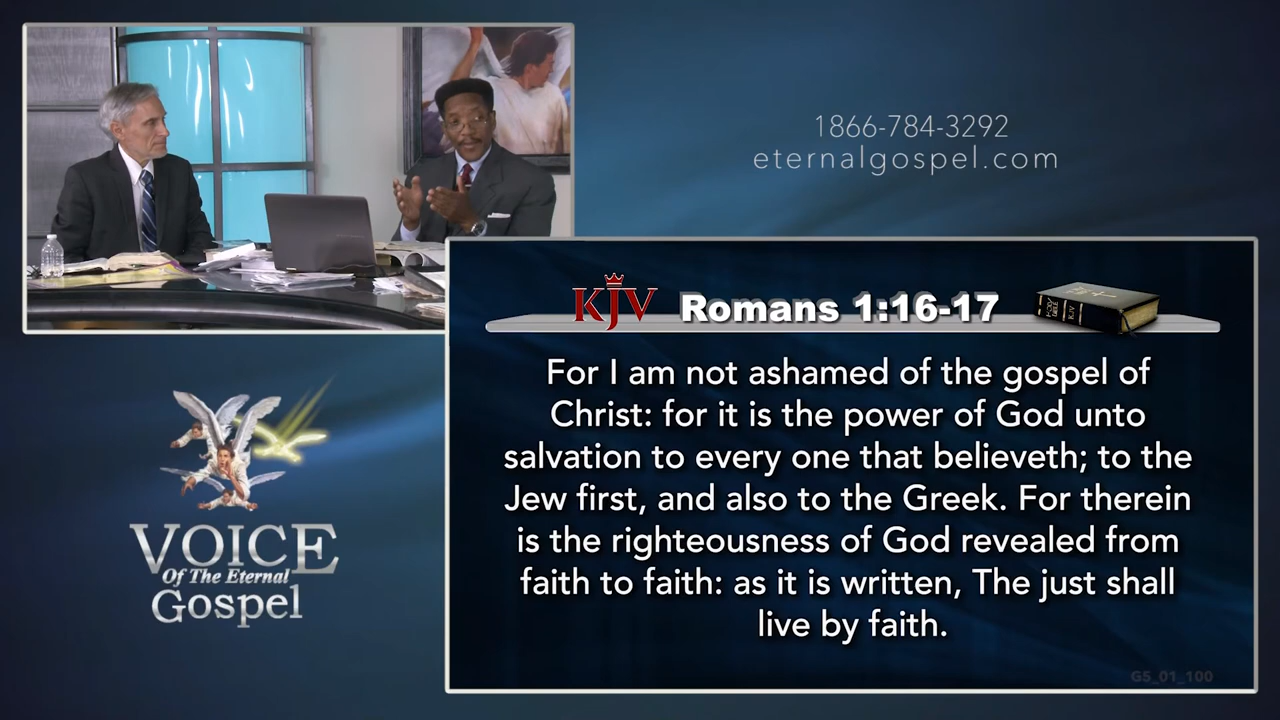 1866-784-3292
eternalgospel.com
KJV Romans 1:16-17
For I am not ashamed of the gospel of
Christ: for it is the power of God unto
salvation to every one that believeth; to the
Jew first, and also to the Greek. For therein
is the righteousness of God revealed from
faith to faith: as it is written, The just shall
live by faith.
VOICE
Of The Eternal
Gospel
G5_01_100